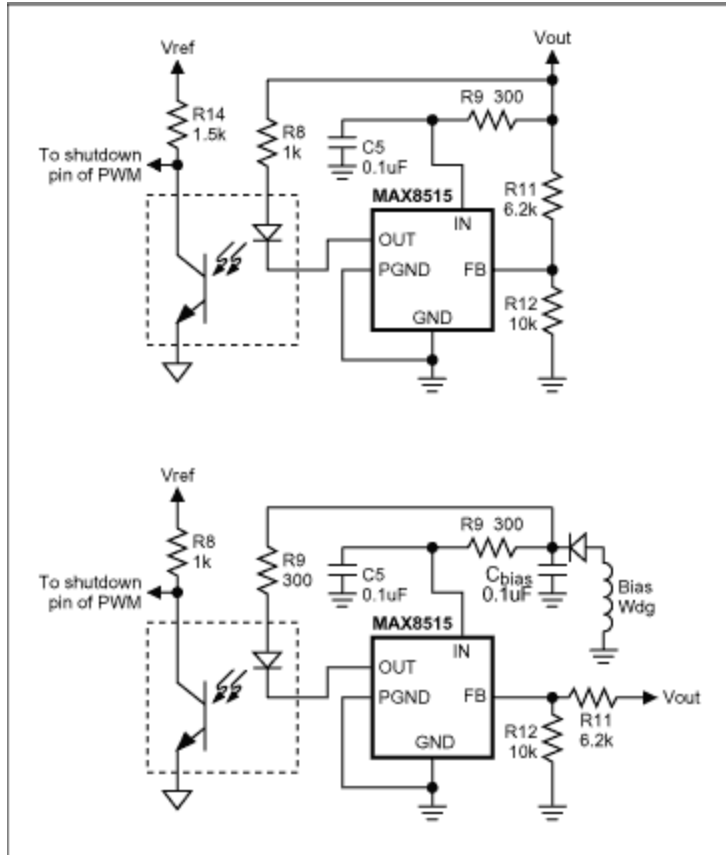 Vref
Vout
R14
1.5k
R8
1k
R9 300
C5
0.1uF
To shutdown
pin of PWM
MAX8515
R11
6.2k
IN
OUT
PGND
FB
GND
R12
10k
Vref
R8
1k
R9
300
R9 300
C5
0.1uF
Cbias
0.1uF
Bias
Wdg
To shutdown
pin of PWM
MAX8515
IN
OUT
PGND
FB
GND
Vout
R12
10k
R11
6.2k